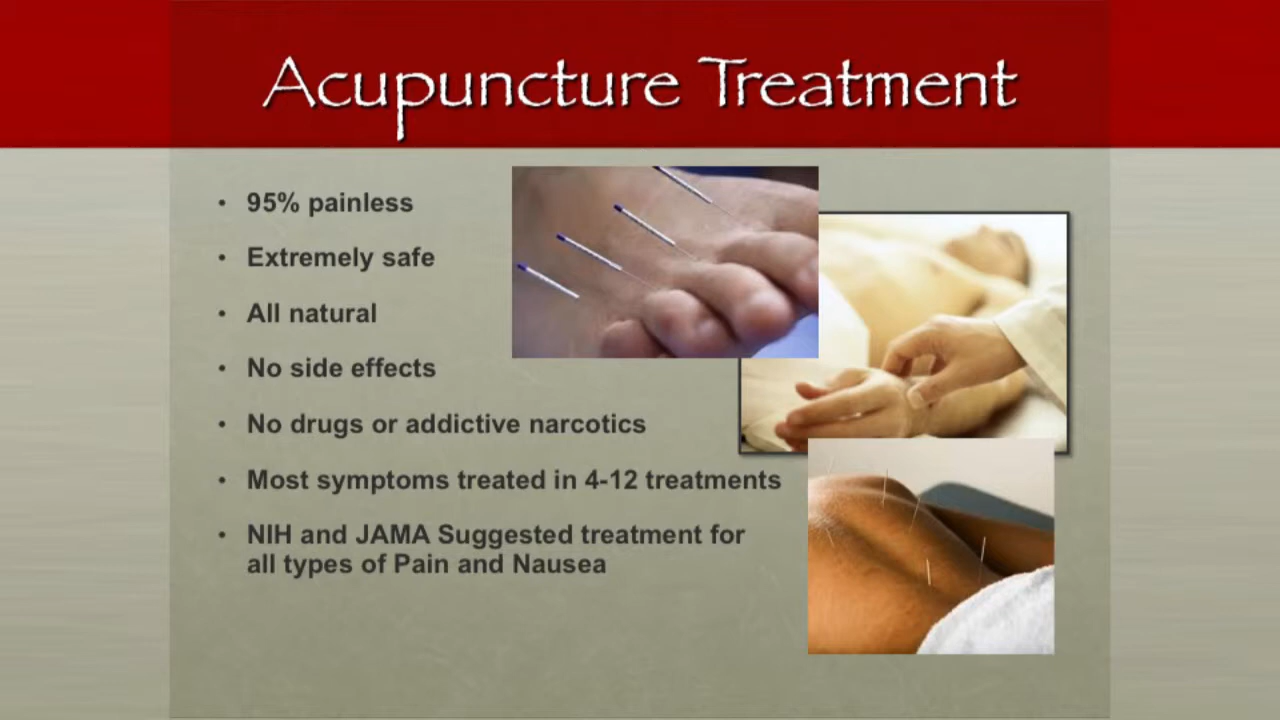 Acupuncture Treatment
• 95% painless
• Extremely safe
• All natural
• No side effects
• No drugs or addictive narcotics
• Most symptoms treated in 4-12 treatments
• NIH and JAMA Suggested treatment for
all types of Pain and Nausea